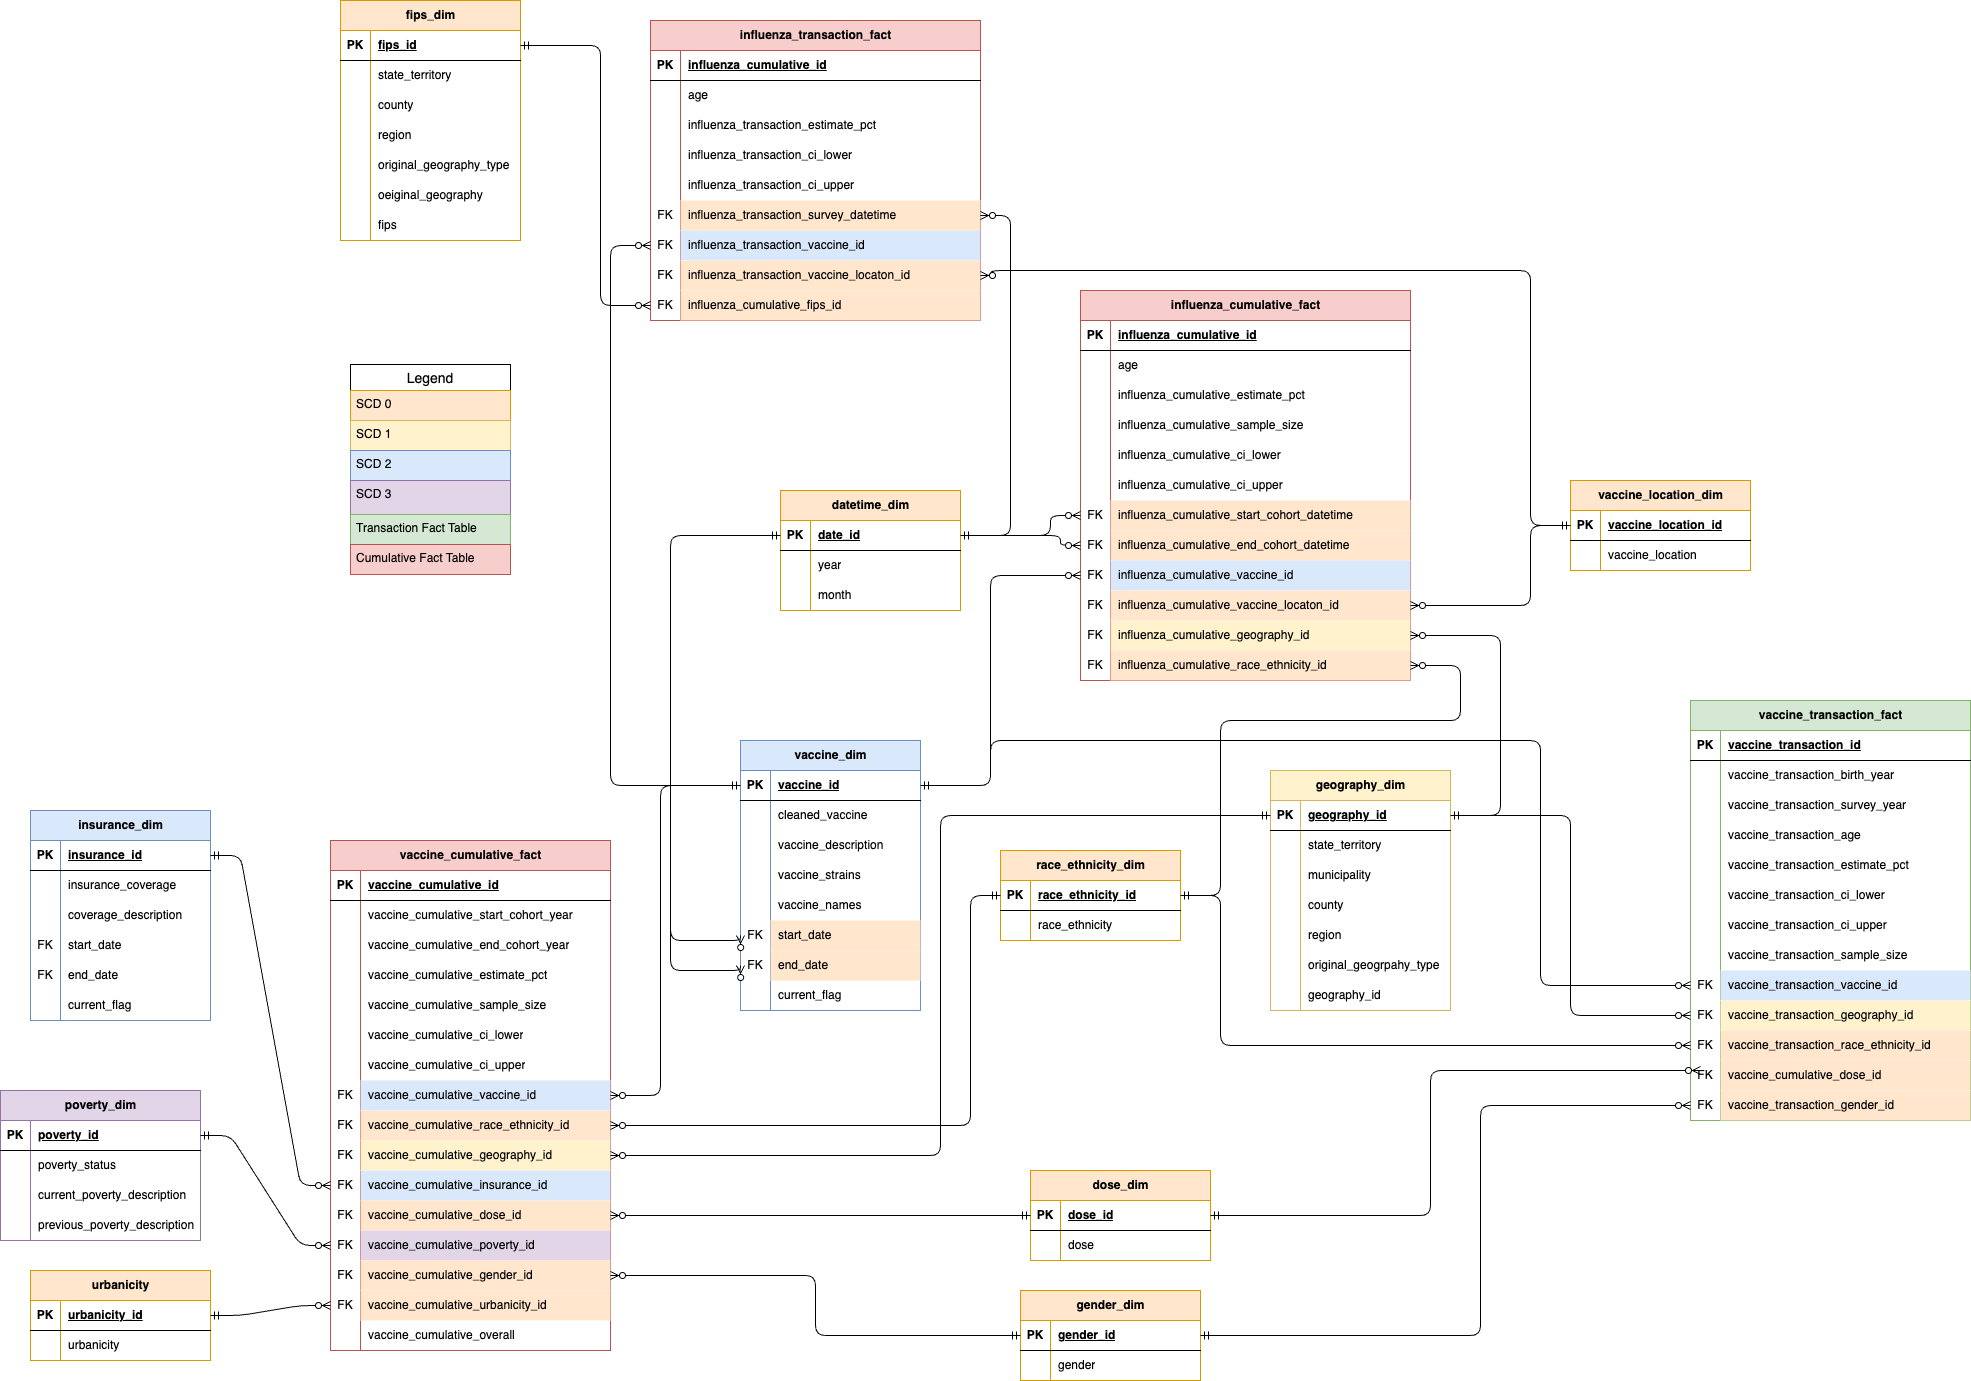 fips_dim
PK fips_id
state_territory
county
region
original_geography_type
oeiginal_geography
fips
influenza_transaction_fact
PK influenza_cumulative_id
age
influenza_transaction_estimate_pct
influenza_transaction_ci_lower
influenza_transaction_ci_upper
FK influenza_transaction_survey_datetime
FK influenza_transaction_vaccine_id
FK influenza_transaction_vaccine_locaton_id
FK influenza_cumulative_fips_id
influenza_cumulative_fact
PK influenza_cumulative_id
age
influenza_cumulative_estimate_pct
influenza_cumulative_sample_size
influenza_cumulative_ci_lower
influenza_cumulative_ci_upper
FK influenza_cumulative_start_cohort_datetime
FK influenza_cumulative_end_cohort_datetime
FK influenza_cumulative_vaccine_id
FK influenza_cumulative_vaccine_locaton_id
FK influenza_cumulative_geography_id
FK influenza_cumulative_race_ethnicity_id
Legend
SCD 0
SCD 1
SCD 2
SCD 3
Transaction Fact Table
Cumulative Fact Table
datetime_dim
PK date_id
year
month
vaccine_location_dim
PK vaccine_location_id
vaccine_location
vaccine_transaction_fact
PK vaccine_transaction_id
vaccine_transaction_birth_year
vaccine_transaction_survey_year
vaccine_transaction_age
vaccine_transaction_estimate_pct
vaccine_transaction_ci_lower
vaccine_transaction_ci_upper
vaccine_transaction_sample_size
FK vaccine_transaction_vaccine_id
FK vaccine_transaction_geography_id
FK vaccine_transaction_race_ethnicity_id
FK vaccine_cumulative_dose_id
FK vaccine_transaction_gender_id
vaccine_dim
PK vaccine_id
cleaned_vaccine
vaccine_description
vaccine_strains
vaccine_names
FK start_date
FK end_date
current_flag
geography_dim
PK geography_id
state_territory
municipality
county
region
original_geogrpahy_type
geography_id
race_ethnicity_dim
PK race_ethnicity_id
race_ethnicity
insurance_dim
PK insurance_id
insurance_coverage
coverage_description
FK start_date
FK end_date
current_flag
vaccine_cumulative_fact
PK vaccine_cumulative_id
vaccine_cumulative_start_cohort_year
vaccine_cumulative_end_cohort_year
vaccine_cumulative_estimate_pct
vaccine_cumulative_sample_size
vaccine_cumulative_ci_lower
vaccine_cumulative_ci_upper
FK vaccine_cumulative_vaccine_id
FK vaccine_cumulative_race_ethnicity_id
FK vaccine_cumulative_geography_id
FK vaccine_cumulative_insurance_id
FK vaccine_cumulative_dose_id
FK vaccine_cumulative_poverty_id
FK vaccine_cumulative_gender_id
FK vaccine_cumulative_urbanicity_id
vaccine_cumulative_overall
poverty_dim
PK poverty_id
poverty_status
current_poverty_description
previous_poverty_description
urbanicity
PK urbanicity_id
urbanicity
dose_dim
PK dose_id
dose
gender_dim
PK gender_id
gender